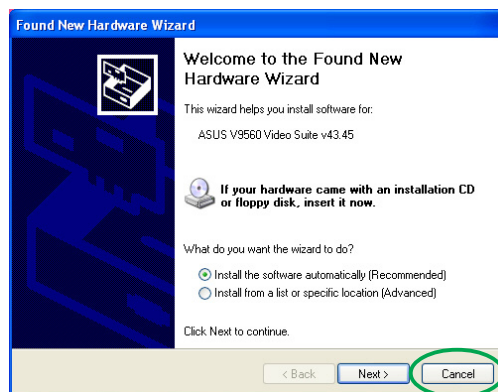 Found New Hardware Wizard
Welcome to the Found New
Hardware Wizard
This wizard helps you install software for:
ASUS V9560 Video Suite v43.45
If your hardware came with an installation CD
or floppy disk, insert it now.
What do you want the wizard to do?
Install the software automatically (Recommended)
Install from a list or specific location (Advanced)
Click Next to continue.
< Back Next > Cancel